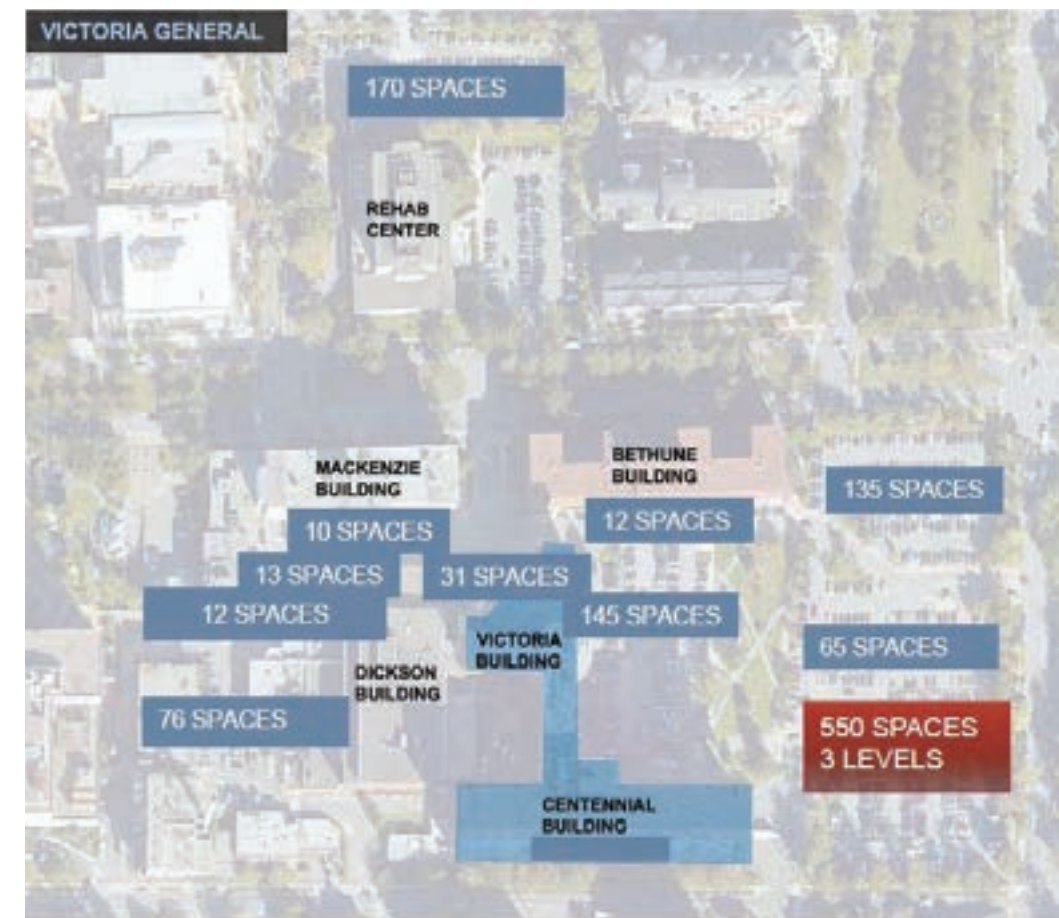 VICTORIA GENERAL
170 SPACES
REHAB
CENTER
MACKENZIE
BUILDING
BETHUNE
BUILDING
135 SPACES
10 SPACES
12 SPACES
13 SPACES
31 SPACES
12 SPACES
145 SPACES
VICTORIA
BUILDING
65 SPACES
DICKSON
BUILDING
76 SPACES
550 SPACES
3 LEVELS
CENTENNIAL
BUILDING